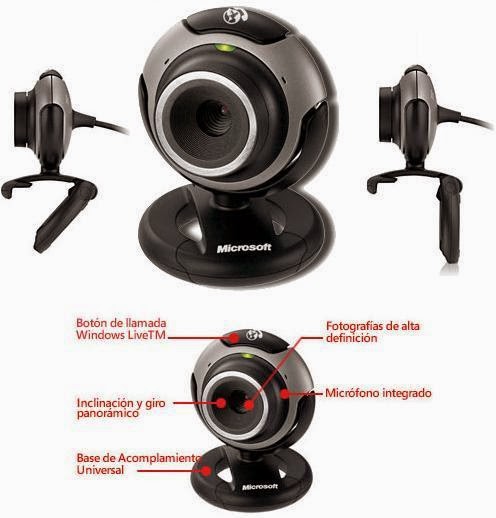 Microsoft
Botón de llamada
Windows LiveTM
Fotografías de alta
definición
Inclinación y giro
panorámico
Micrófono integrado
Base de Acomplamiento
Universal
Microsoft